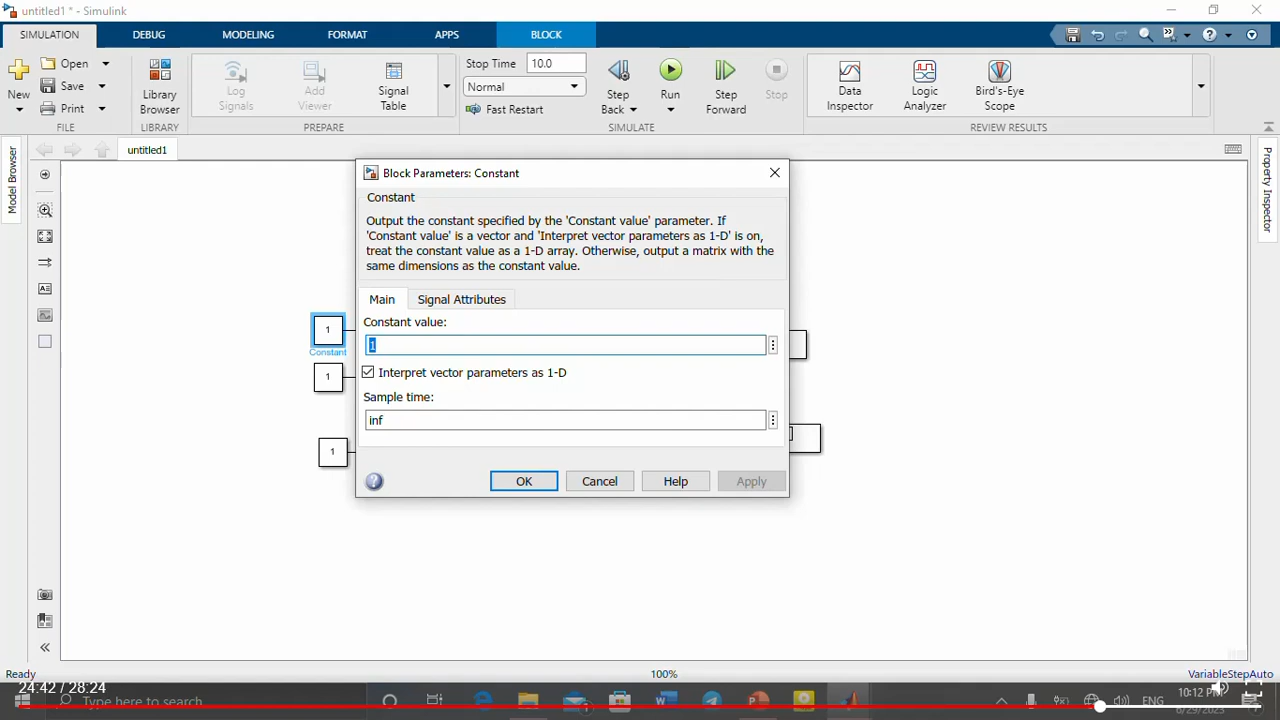 untitled1 * - Simulink
SIMULATION DEBUG MODELING FORMAT APPS BLOCK
New
Open
Save
Print
FILE
Library Browser
LIBRARY
Log Signals
Add Viewer
Signal Table
PREPARE
Stop Time 10.0
Normal
Fast Restart
Step Back
Run
Step Forward
Stop
SIMULATE
Data Inspector
Logic Analyzer
Bird's-Eye Scope
REVIEW RESULTS
Model Browser
untitled1
Property Inspector
Block Parameters: Constant
Constant
Output the constant specified by the 'Constant value' parameter. If
'Constant value' is a vector and 'Interpret vector parameters as 1-D' is on,
treat the constant value as a 1-D array. Otherwise, output a matrix with the
same dimensions as the constant value.
Main Signal Attributes
Constant value:
1
Interpret vector parameters as 1-D
Sample time:
inf
OK Cancel Help Apply
1
Constant
1
1
Ready 100% VariableStepAuto
24:42 / 28:24
Type here to search
ENG
10:12 PM
6/29/2023